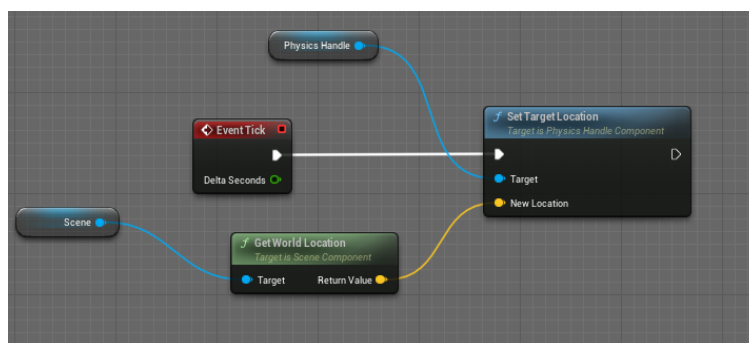 Physics Handle
Event Tick
Delta Seconds
Scene
f Get World Location
Target is Scene Component
Target Return Value
f Set Target Location
Target is Physics Handle Component
Target
New Location